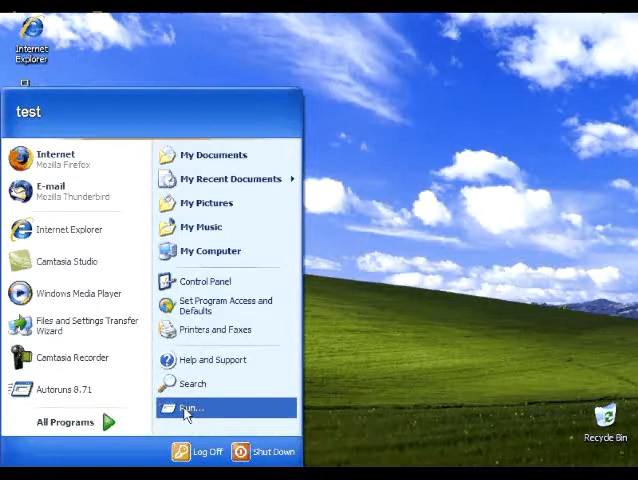 Internet
Explorer
test
Internet
Mozilla Firefox
E-mail
Mozilla Thunderbird
Internet Explorer
Camtasia Studio
Windows Media Player
Files and Settings Transfer
Wizard
Camtasia Recorder
Autoruns 8.71
All Programs
My Documents
My Recent Documents
My Pictures
My Music
My Computer
Control Panel
Set Program Access and
Defaults
Printers and Faxes
Help and Support
Search
Run...
Log Off
Shut Down
Recycle Bin